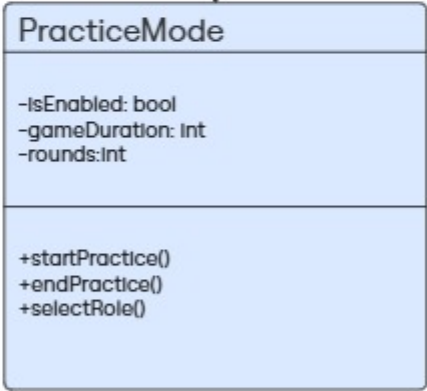 PracticeMode
-isEnabled: bool
-gameDuration: int
-rounds:int
+startPractice()
+endPractice()
+selectRole()